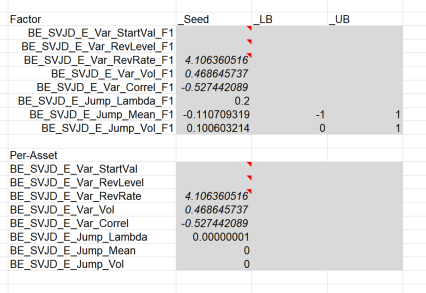 Factor _Seed _LB _UB
BE_SVJD_E_Var_StartVal_F1
BE_SVJD_E_Var_RevLevel_F1
BE_SVJD_E_Var_RevRate_F1 4.106360516
BE_SVJD_E_Var_Vol_F1 0.468645737
BE_SVJD_E_Var_Correl_F1 -0.527442089
BE_SVJD_E_Jump_Lambda_F1 0.2
BE_SVJD_E_Jump_Mean_F1 -0.110709319 -1 1
BE_SVJD_E_Jump_Vol_F1 0.100603214 0 1
Per-Asset
BE_SVJD_E_Var_StartVal
BE_SVJD_E_Var_RevLevel
BE_SVJD_E_Var_RevRate 4.106360516
BE_SVJD_E_Var_Vol 0.468645737
BE_SVJD_E_Var_Correl -0.527442089
BE_SVJD_E_Jump_Lambda 0.00000001
BE_SVJD_E_Jump_Mean 0
BE_SVJD_E_Jump_Vol 0